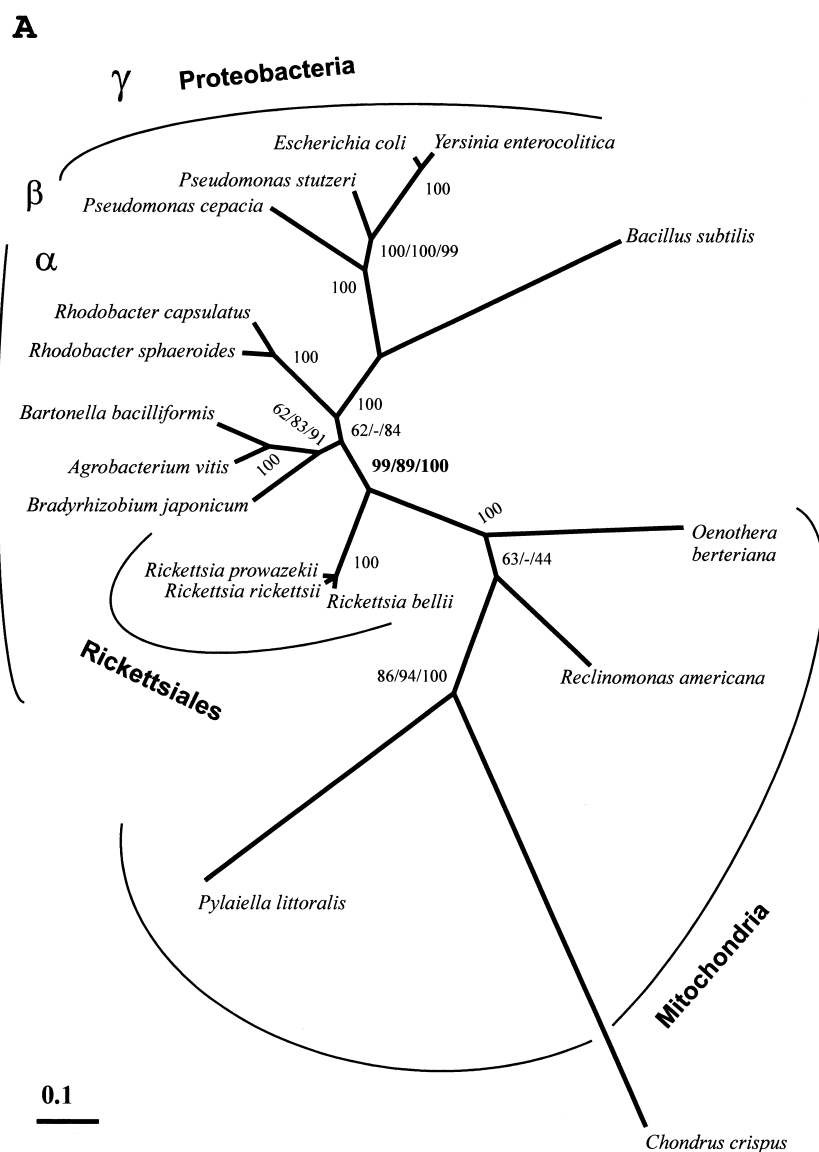 A
γ Proteobacteria
Escherichia coli
Yersinia enterocolitica
Pseudomonas stutzeri
100
β
Pseudomonas cepacia
Bacillus subtilis
100/100/99
α
100
Rhodobacter capsulatus
Rhodobacter sphaeroides
100
100
Bartonella bacilliformis
62/83/91
62/-/84
Agrobacterium vitis
100
99/89/100
Bradyrhizobium japonicum
100
Oenothera
berteriana
63/-/44
Rickettsia prowazekii
100
Rickettsia rickettsii
Rickettsia bellii
Rickettsiales
86/94/100
Reclinomonas americana
Pylaiella littoralis
Mitochondria
0.1
Chondrus crispus